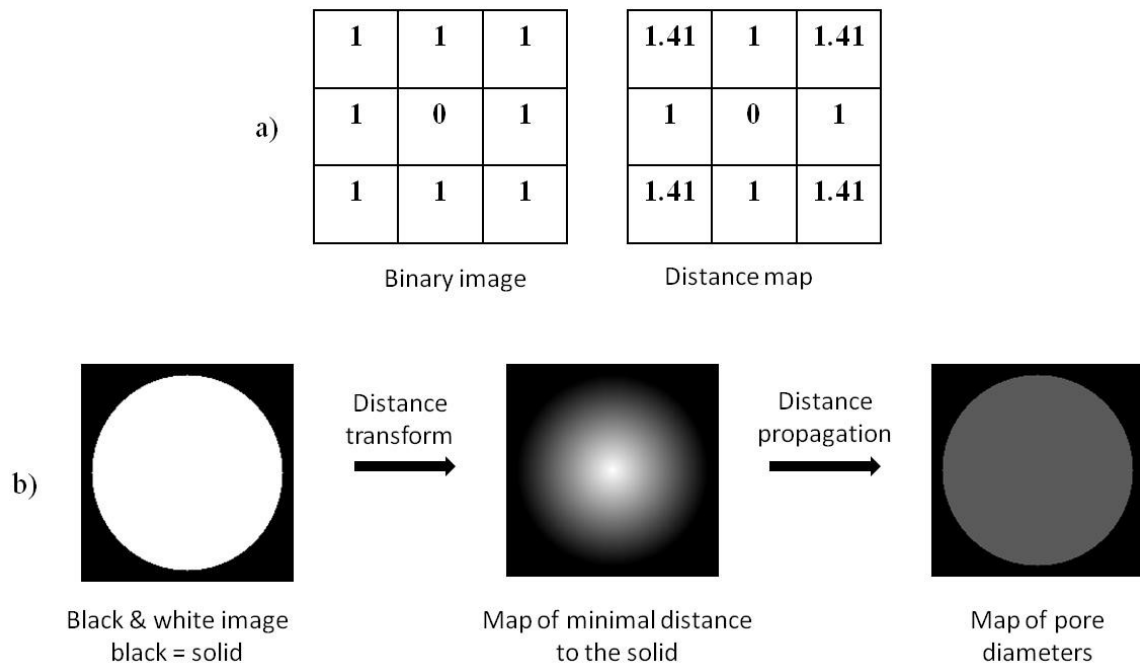 a)
1 1 1
1 0 1
1 1 1
Binary image
1.41 1 1.41
1 0 1
1.41 1 1.41
Distance map
b)
Distance
transform
Distance
propagation
Black & white image
black = solid
Map of minimal distance
to the solid
Map of pore
diameters